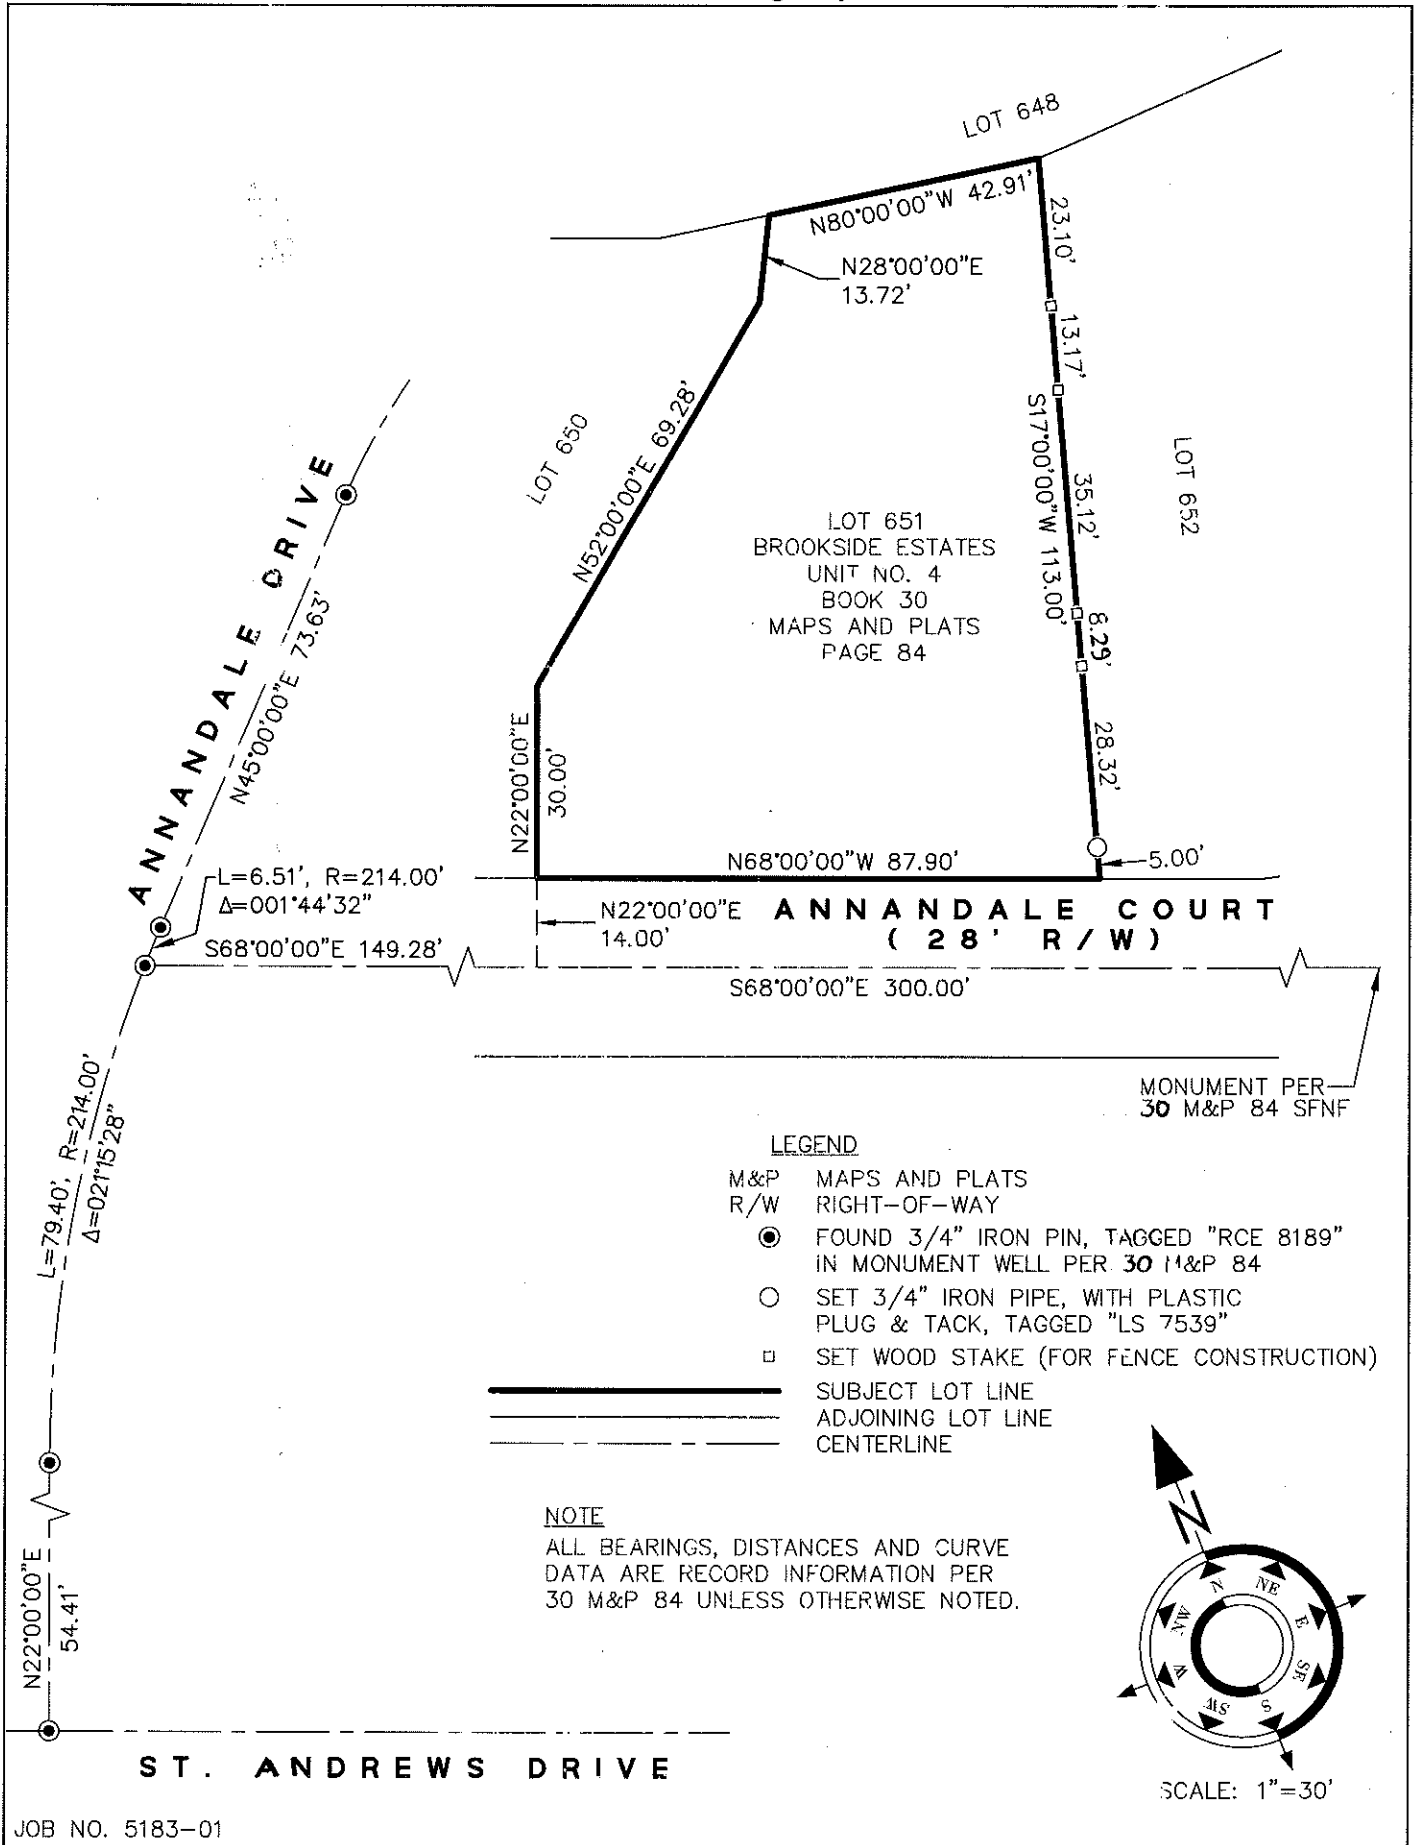 LOT 648
N80°00'00"W 42.91'
N28°00'00"E
13.72'
23.10'
13.17'
S17°00'00"W 113.00'
35.12'
8.29'
28.32'
5.00'
LOT 650
N52°00'00"E 69.28'
LOT 652
LOT 651
BROOKSIDE ESTATES
UNIT NO. 4
BOOK 30
MAPS AND PLATS
PAGE 84
ANNANDALE DRIVE
N45°00'00"E 73.63'
N22°00'00"E
30.00'
N68°00'00"W 87.90'
L=6.51', R=214.00'
Δ=001°44'32"
S68°00'00"E 149.28'
N22°00'00"E
14.00'
ANNANDALE COURT
(28' R/W)
S68°00'00"E 300.00'
MONUMENT PER
30 M&P 84 SFNF
L=79.40', R=214.00'
Δ=021°15'28"
LEGEND
M&P MAPS AND PLATS
R/W RIGHT-OF-WAY
FOUND 3/4" IRON PIN, TAGGED "RCE 8189"
IN MONUMENT WELL PER 30 M&P 84
SET 3/4" IRON PIPE, WITH PLASTIC
PLUG & TACK, TAGGED "LS 7539"
SET WOOD STAKE (FOR FENCE CONSTRUCTION)
SUBJECT LOT LINE
ADJOINING LOT LINE
CENTERLINE
NOTE
ALL BEARINGS, DISTANCES AND CURVE
DATA ARE RECORD INFORMATION PER
30 M&P 84 UNLESS OTHERWISE NOTED.
N22°00'00"E
54.41'
N
N
NE
E
SE
S
SW
W
NW
SCALE: 1"=30'
ST. ANDREWS DRIVE
JOB NO. 5183-01